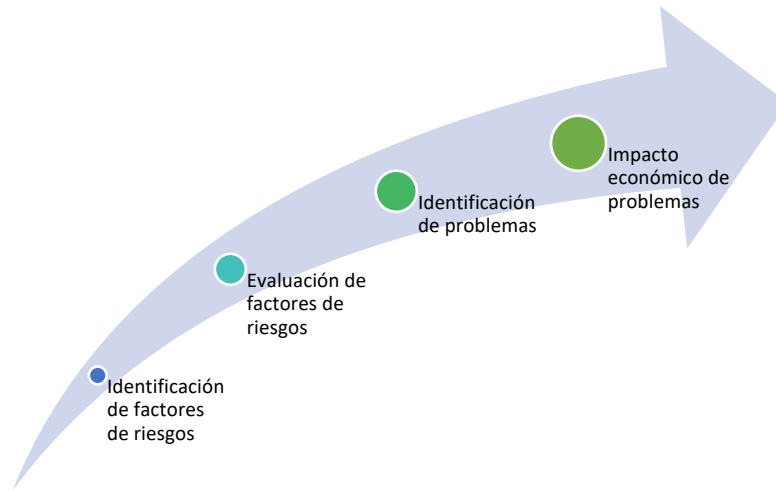 Impacto
económico de
problemas
Identificación
de problemas
Evaluación de
factores de
riesgos
Identificación
de factores
de riesgos